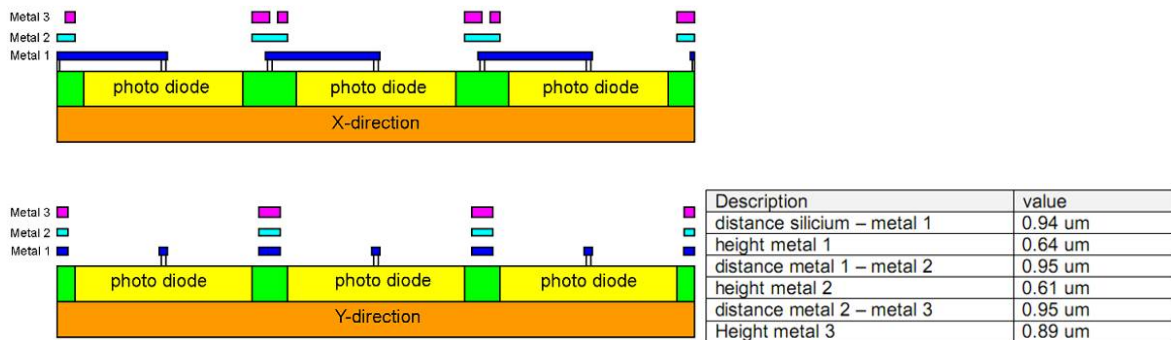 Metal 3
Metal 2
Metal 1
photo diode photo diode photo diode
X-direction
Metal 3
Metal 2
Metal 1
photo diode photo diode photo diode
Y-direction
Description value
distance silicium – metal 1 0.94 um
height metal 1 0.64 um
distance metal 1 – metal 2 0.95 um
height metal 2 0.61 um
distance metal 2 – metal 3 0.95 um
Height metal 3 0.89 um